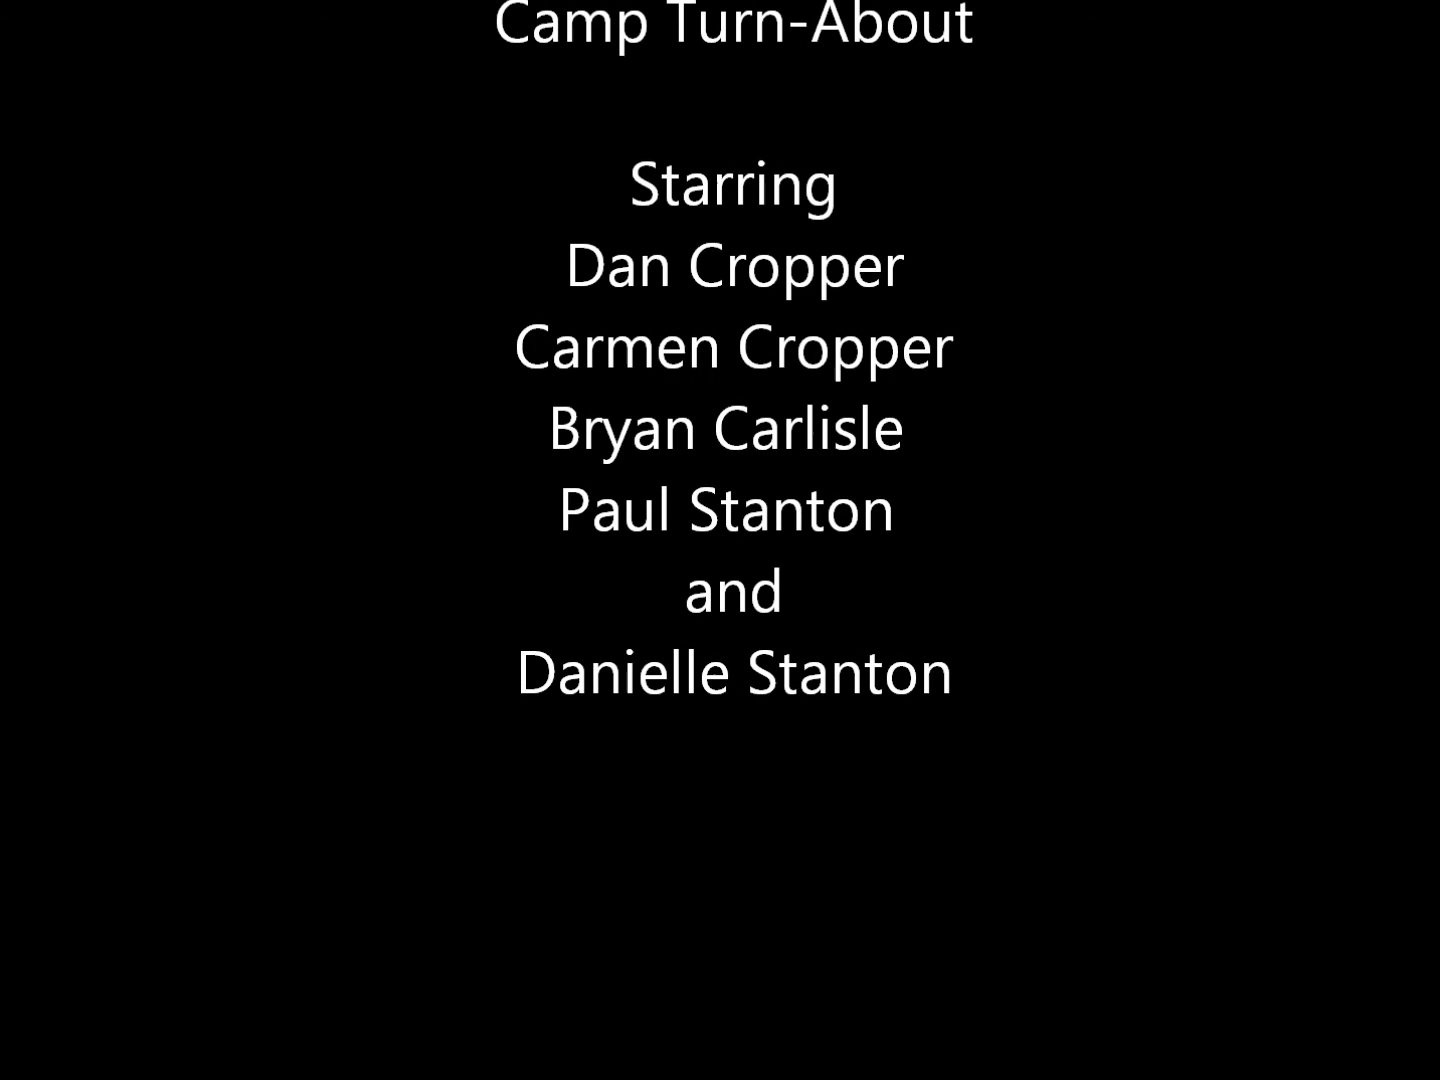 Camp Turn-About
Starring
Dan Cropper
Carmen Cropper
Bryan Carlisle
Paul Stanton
and
Danielle Stanton